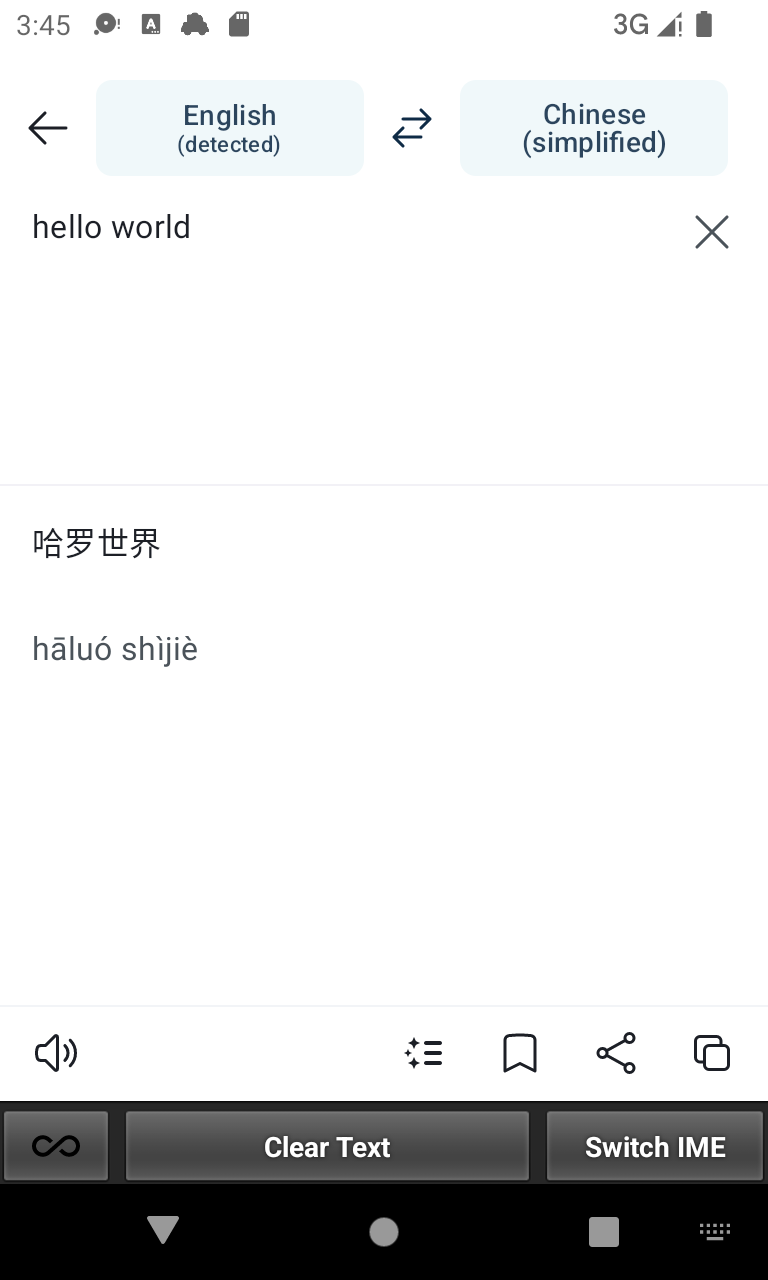 3:45
3G
English
(detected)
Chinese
(simplified)
hello world
哈罗世界
hāluó shìjiè
Clear Text
Switch IME